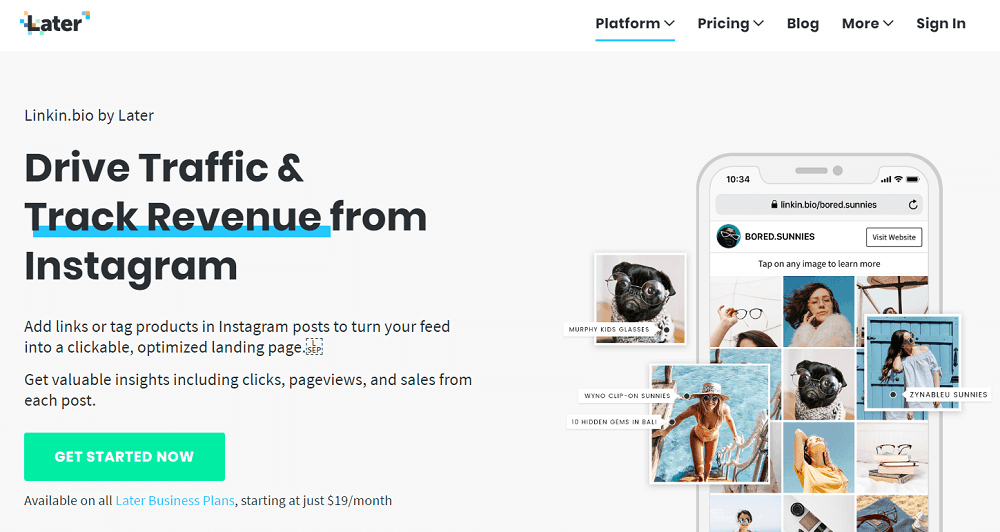 Later
Platform Pricing Blog More Sign In
Linkin.bio by Later
Drive Traffic &
Track Revenue from
Instagram
Add links or tag products in Instagram posts to turn your feed
into a clickable, optimized landing page.
Get valuable insights including clicks, pageviews, and sales from
each post.
GET STARTED NOW
Available on all Later Business Plans, starting at just $19/month
10:34
linkin.bio/bored.sunnies
BORED.SUNNIES
Visit Website
Tap on any image to learn more
MURPHY KIDS GLASSES
WYNO CLIP-ON SUNNIES
ZYNABLEU SUNNIES
10 HIDDEN GEMS IN BALI